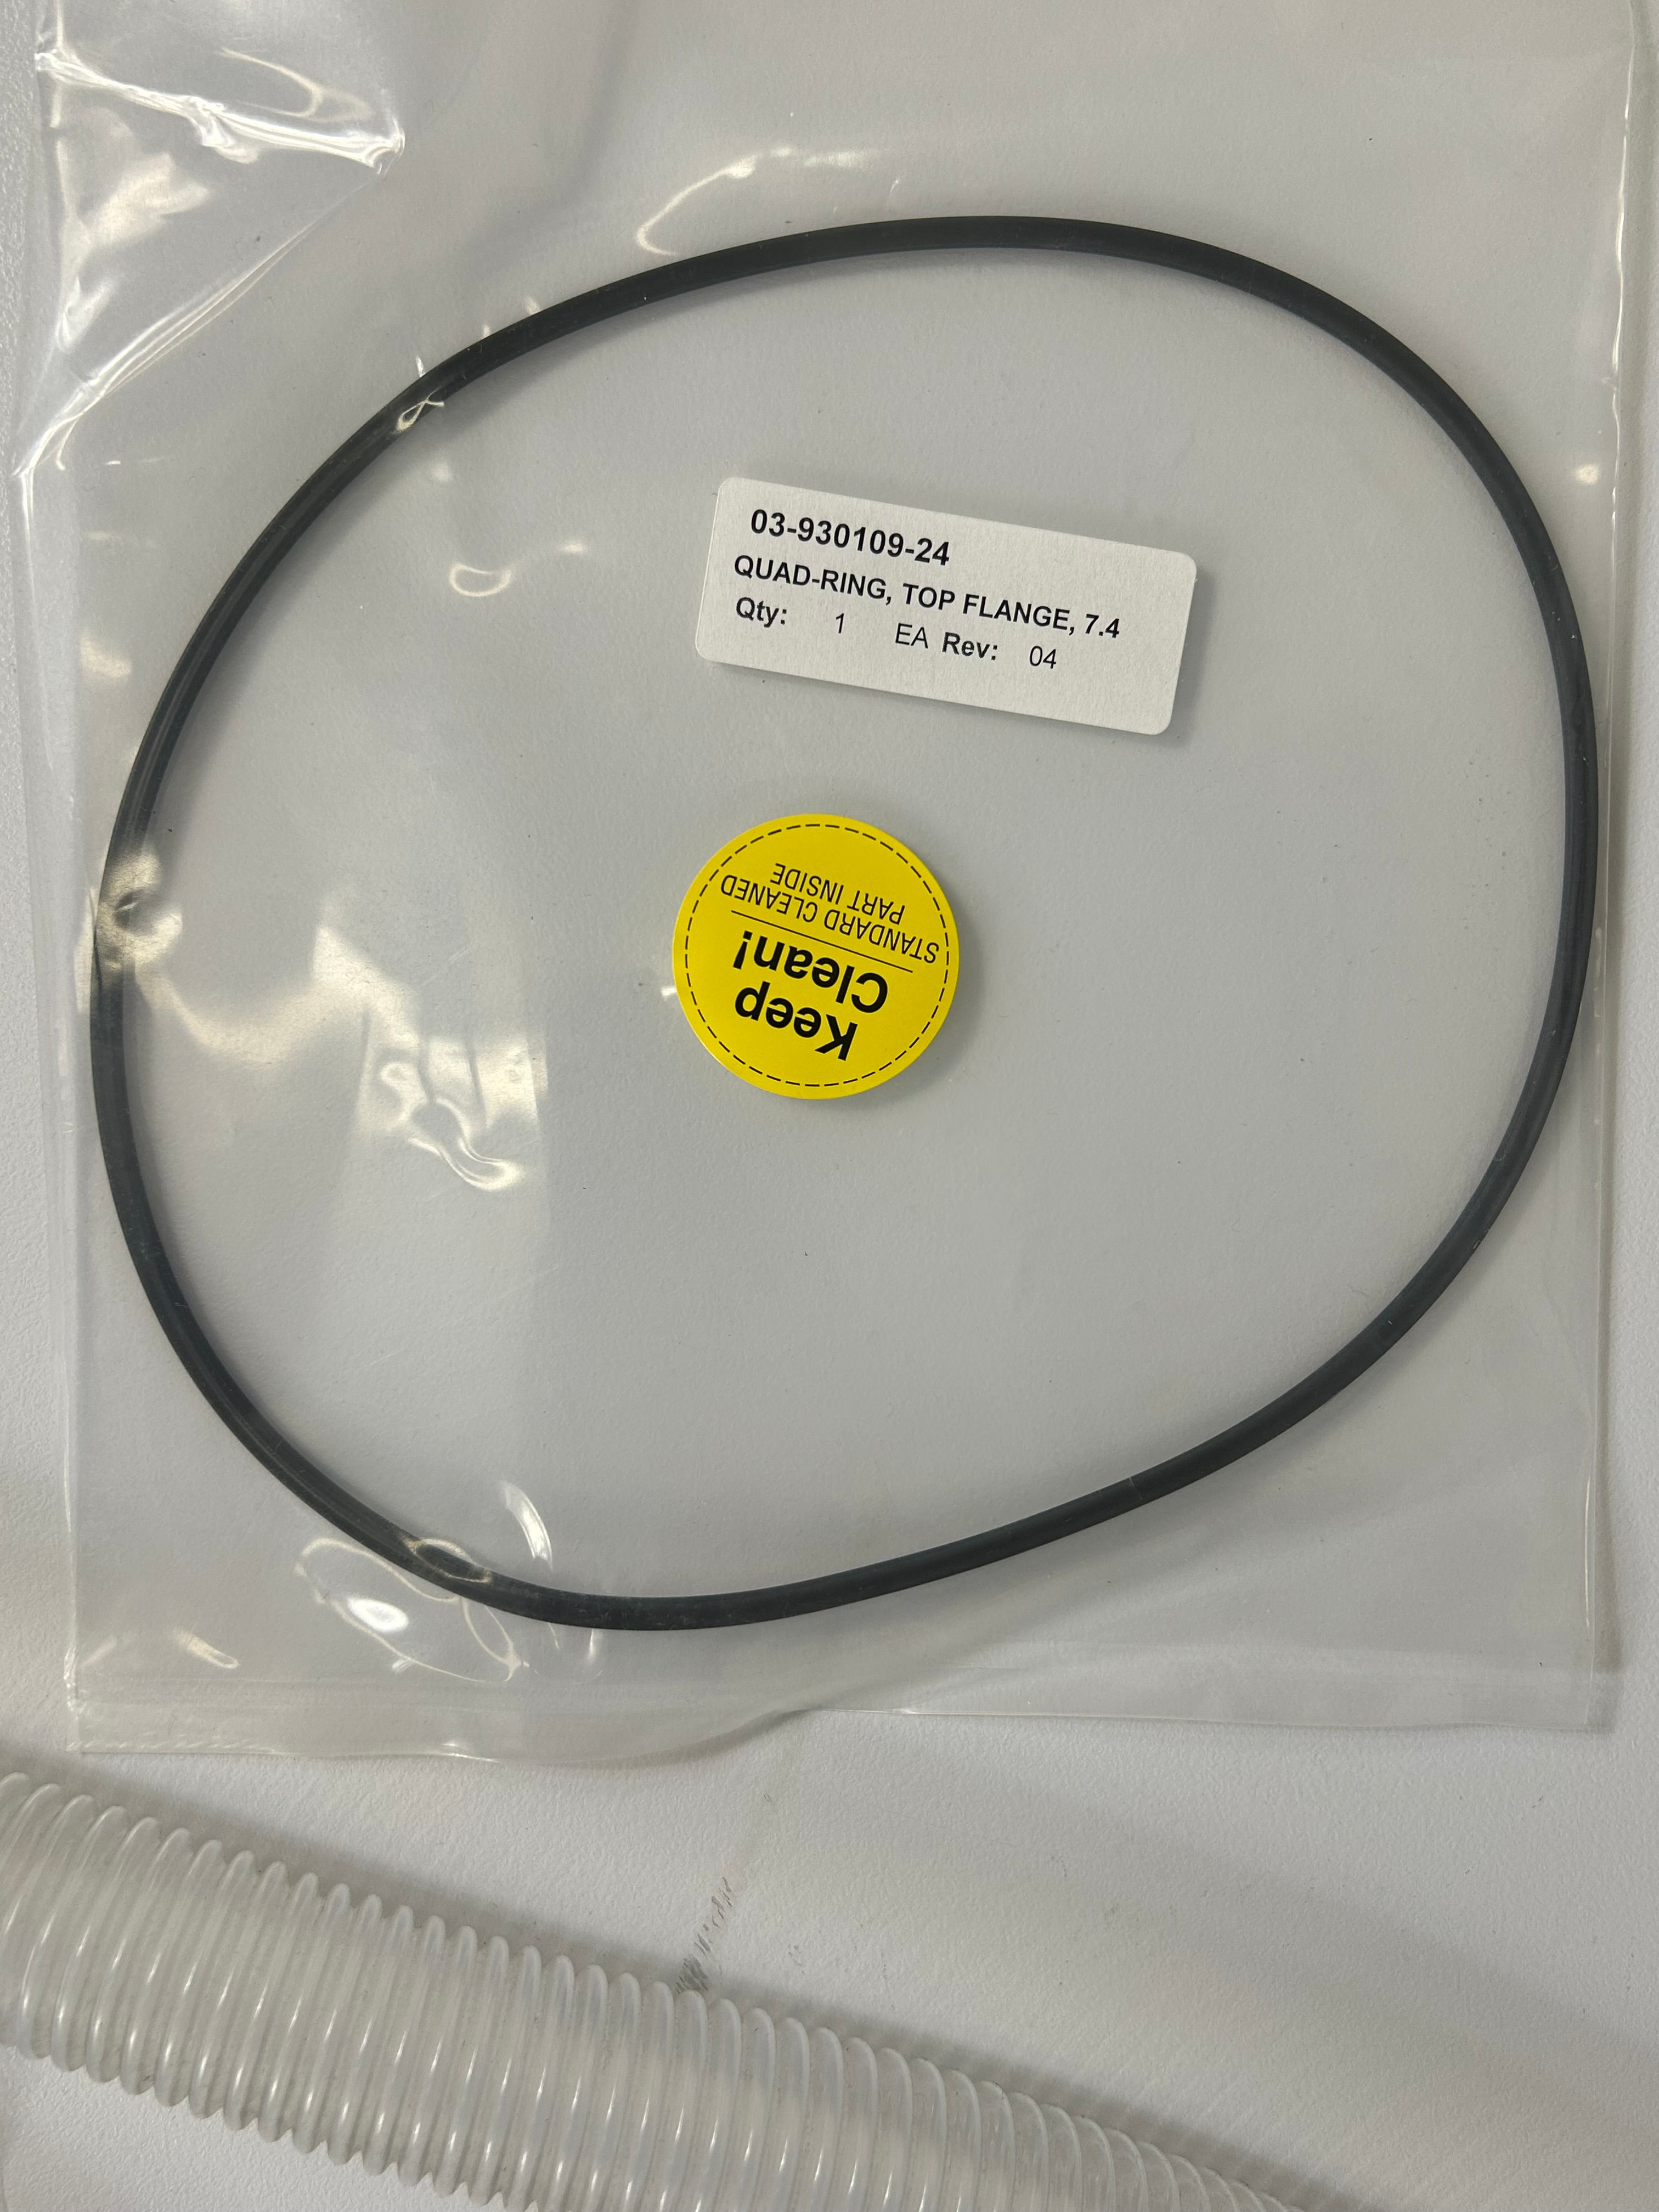 03-930109-24
QUAD-RING, TOP FLANGE, 7.4
Qty: 1 EA Rev: 04
Keep
Clean!
STANDARD CLEANED
PART INSIDE